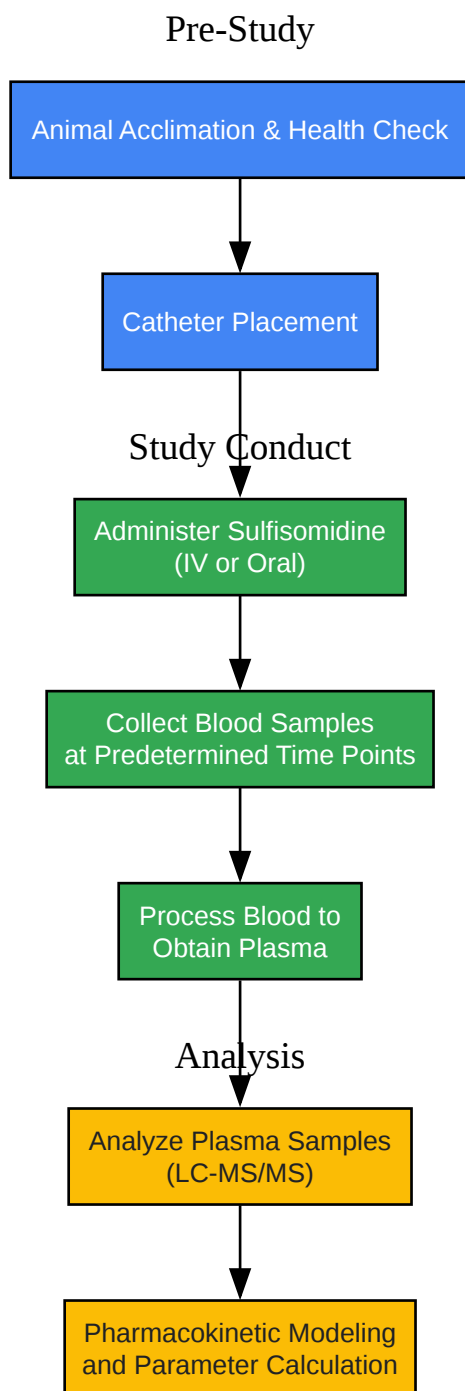 Pre-Study
Animal Acclimation & Health Check
Catheter Placement
Study Conduct
Administer Sulfisomidine
(IV or Oral)
Collect Blood Samples
at Predetermined Time Points
Process Blood to
Obtain Plasma
Analysis
Analyze Plasma Samples
(LC-MS/MS)
Pharmacokinetic Modeling
and Parameter Calculation